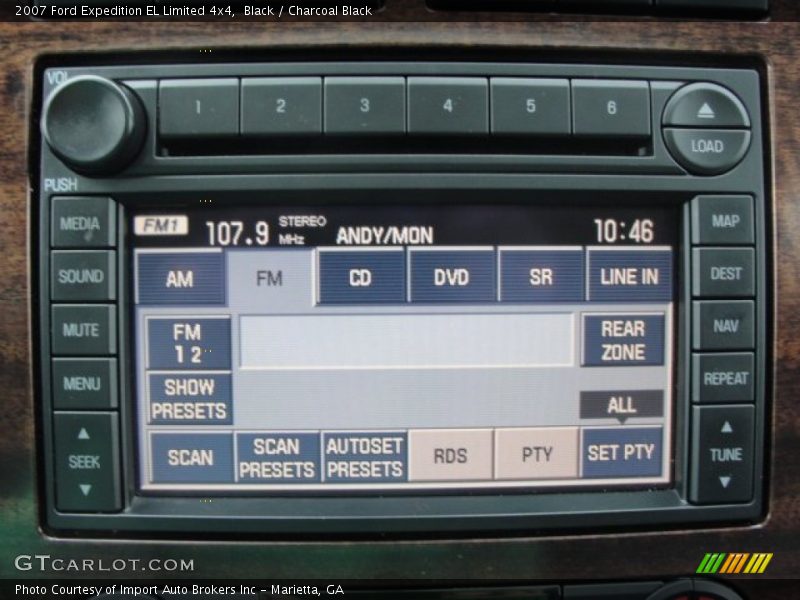 2007 Ford Expedition EL Limited 4x4,  Black / Charcoal Black
VOL
1 2 3 4 5 6
LOAD
PUSH
MEDIA
SOUND
MUTE
MENU
SEEK
FM1 107.9 MHz STEREO ANDY/MON 10:46
AM FM CD DVD SR LINE IN
FM
1 2
REAR
ZONE
SHOW
PRESETS
ALL
SCAN
SCAN
PRESETS
AUTOSET
PRESETS
RDS
PTY
SET PTY
MAP
DEST
NAV
REPEAT
TUNE
GTCARLOT.COM
Photo Courtesy of Import Auto Brokers Inc – Marietta, GA